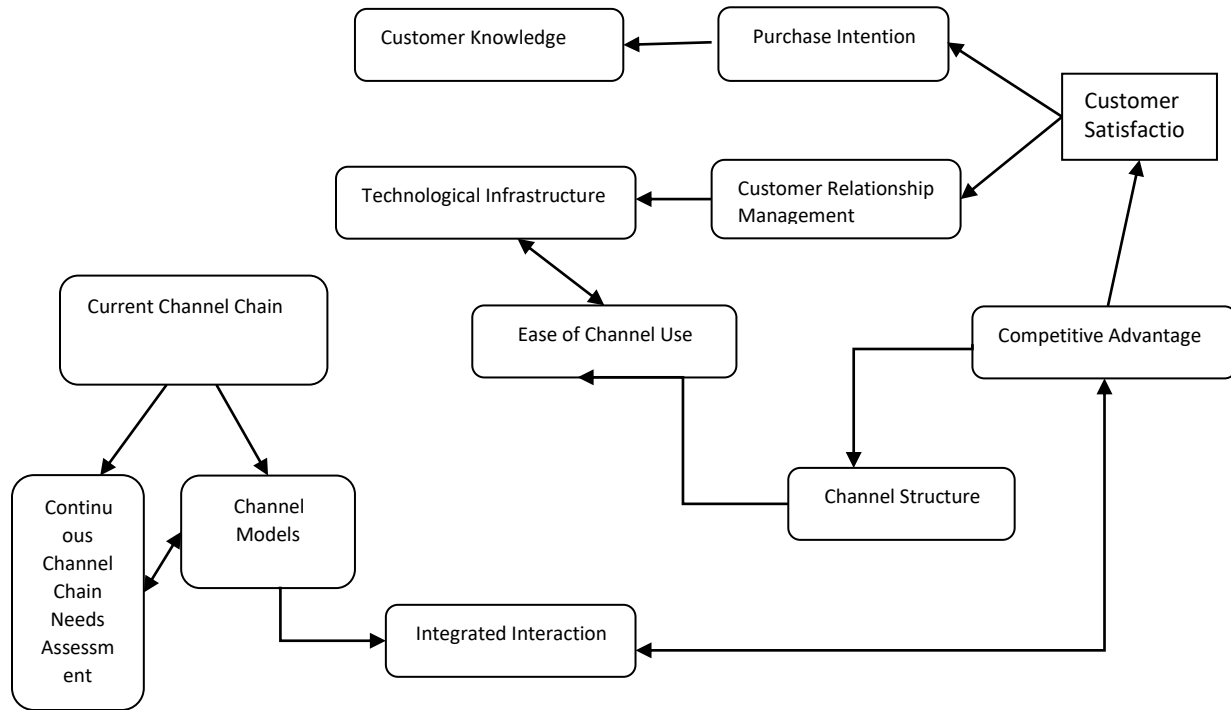 Customer Knowledge
Purchase Intention
Customer
Satisfactio
Technological Infrastructure
Customer Relationship
Management
Current Channel Chain
Ease of Channel Use
Competitive Advantage
Continu
ous
Channel
Chain
Needs
Assessm
ent
Channel
Models
Channel Structure
Integrated Interaction